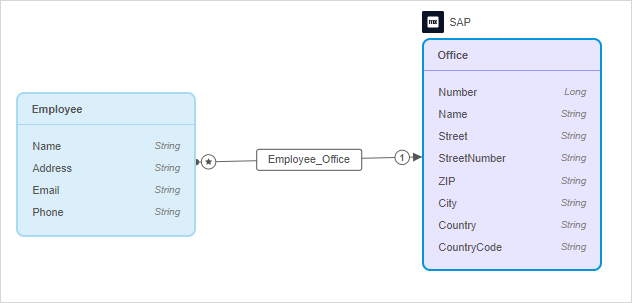 mx SAP
Office
Number Long
Name String
Street String
StreetNumber String
ZIP String
City String
Country String
CountryCode String
Employee
Name String
Address String
Email String
Phone String
Employee_Office
1